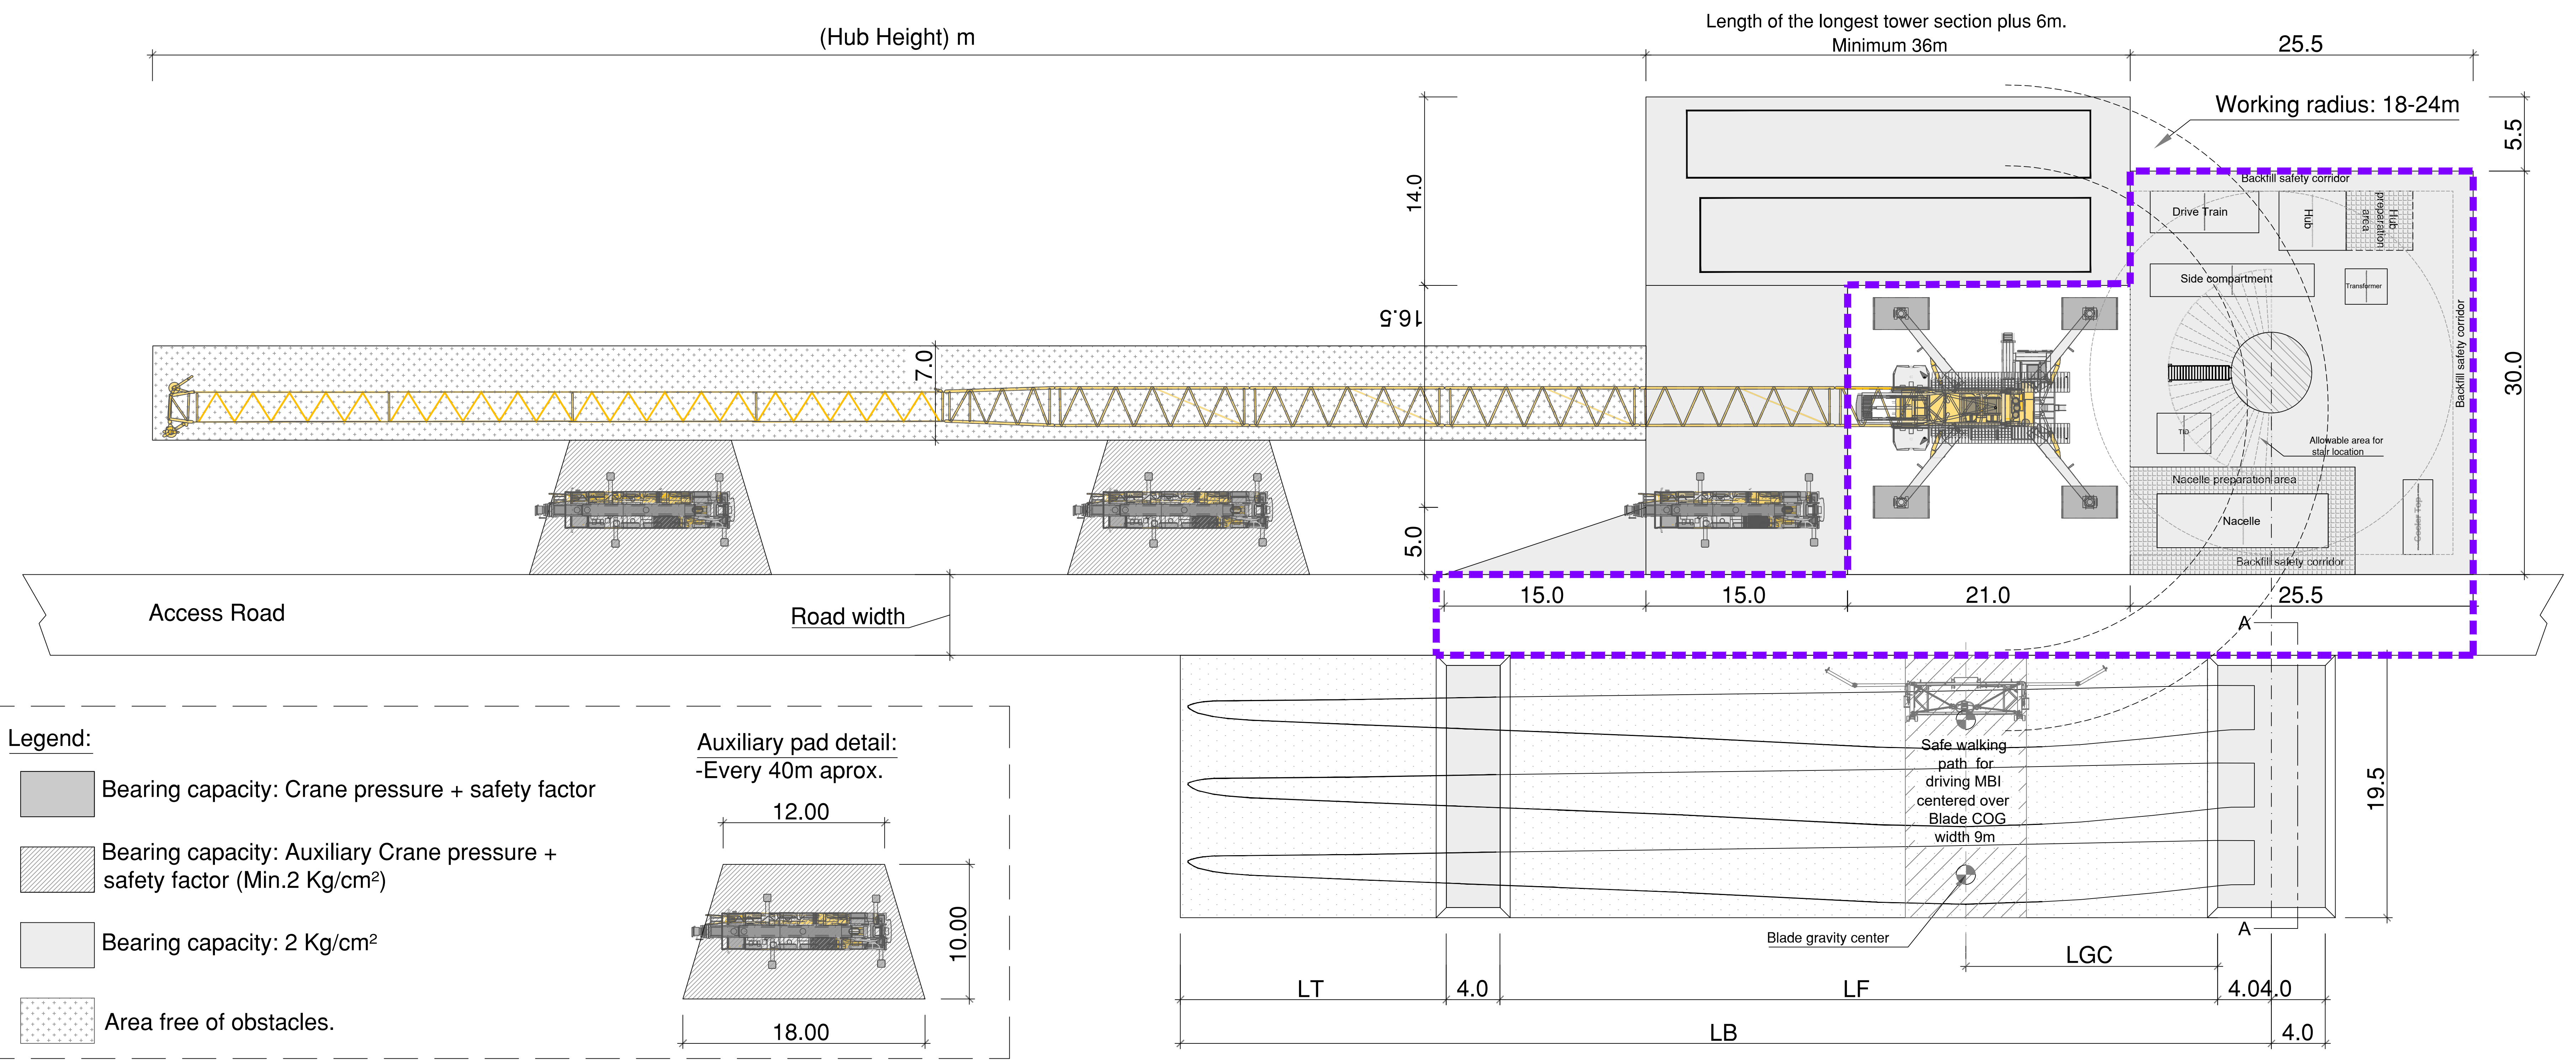 Length of the longest tower section plus 6m.
(Hub Height) m
Minimum 36m
25.5
Working radius: 18-24m
5.5
14.0
Backfill safety corridor
Drive Train
Hub
Hub
preparation
area
Side compartment
Transformer
16.5
7.0
30.0
Backfill safety corridor
Allowable area for
stair location
Nacelle preparation area
Nacelle
Cooler Top
Backfill safety corridor
5.0
15.0
15.0
21.0
25.5
Access Road
Road width
A
Safe walking
path for
driving MBI
centered over
Blade COG
width 9m
19.5
Blade gravity center
A
LGC
LT
4.0
LF
4.0
4.0
LB
4.0
Legend:
Bearing capacity: Crane pressure + safety factor
Bearing capacity: Auxiliary Crane pressure +
safety factor (Min.2 Kg/cm²)
Bearing capacity: 2 Kg/cm²
Area free of obstacles.
Auxiliary pad detail:
-Every 40m aprox.
12.00
10.00
18.00